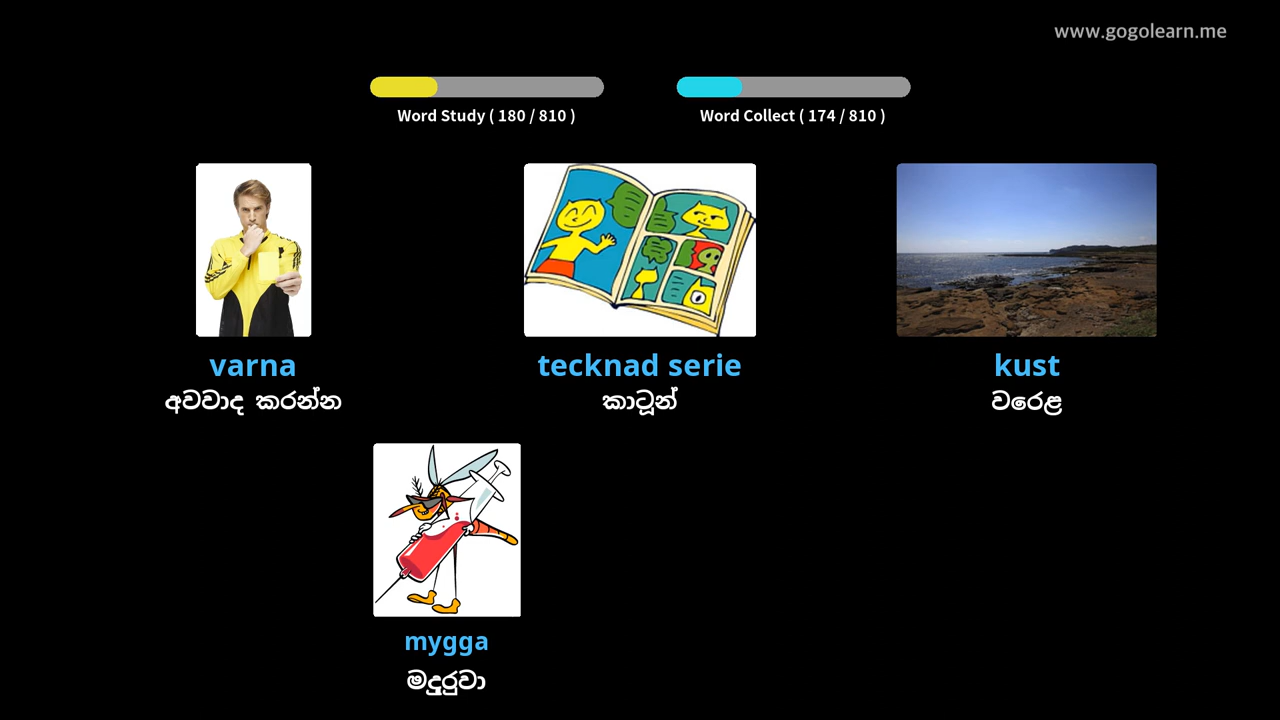 www.gogolearn.me
Word Study ( 180 / 810 )
Word Collect ( 174 / 810 )
varna
අවවාද කරන්න
tecknad serie
කාටූන්
kust
වරෙළ
mygga
මදුරුවා